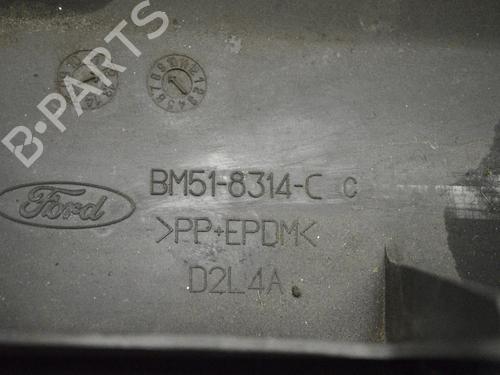 B-PARTS
BM51-8314-C C
Ford
>PP+EPDM<
D2L4A